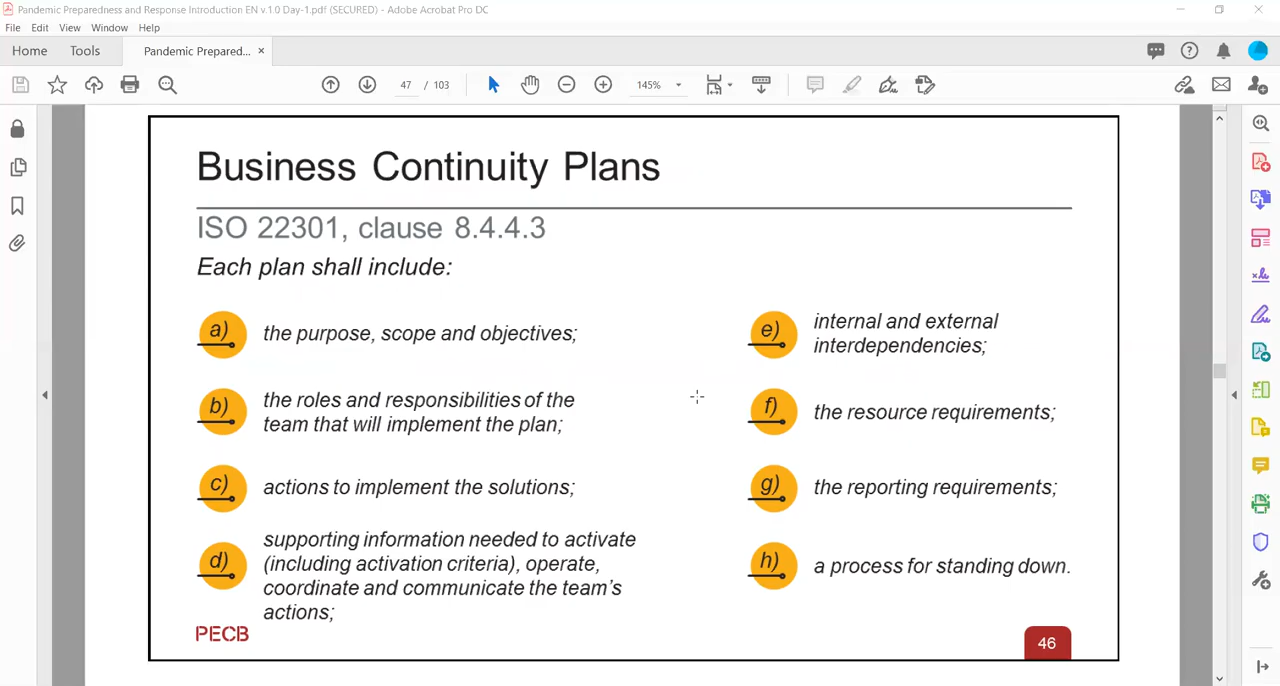 Pandemic Preparedness and Response Introduction EN v.1.0 Day-1.pdf (SECURED) - Adobe Acrobat Pro DC
File Edit View Window Help
Home Tools Pandemic Prepared... ×
47 / 103 145%
Business Continuity Plans
ISO 22301, clause 8.4.4.3
Each plan shall include:
a) the purpose, scope and objectives;
b) the roles and responsibilities of the
team that will implement the plan;
c) actions to implement the solutions;
d) supporting information needed to activate
(including activation criteria), operate,
coordinate and communicate the team's
actions;
e) internal and external
interdependencies;
f) the resource requirements;
g) the reporting requirements;
h) a process for standing down.
PECB
46